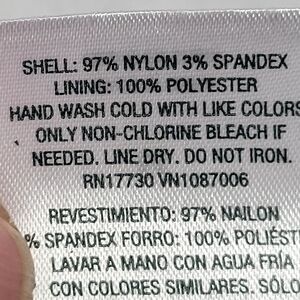 SHELL: 97% NYLON 3% SPANDEX
LINING: 100% POLYESTER
HAND WASH COLD WITH LIKE COLORS
ONLY NON-CHLORINE BLEACH IF
NEEDED. LINE DRY. DO NOT IRON.
RN17730 VN1087006
REVESTIMIENTO: 97% NAILON
% SPANDEX FORRO: 100% POLIÉST
LAVAR A MANO CON AGUA FRÍA
CON COLORES SIMILARES. SÓLO